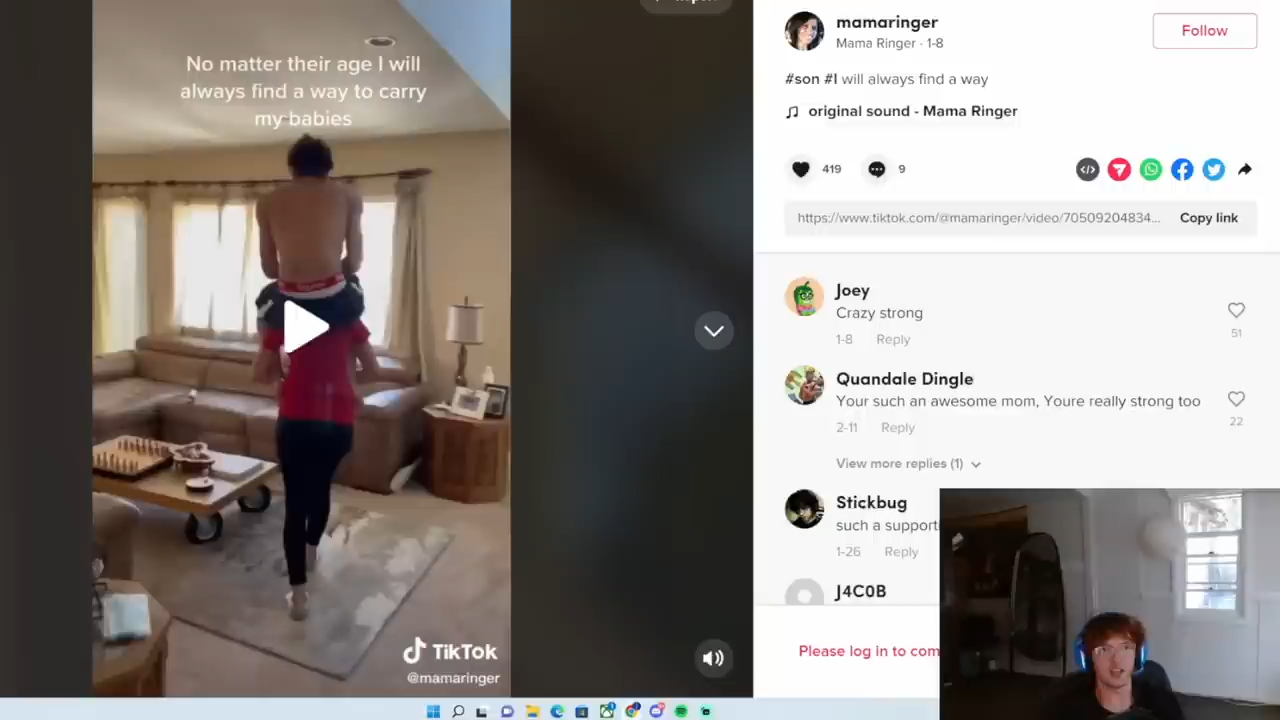 No matter their age I will
always find a way to carry
my babies
TikTok
@mamaringer
mamaringer
Mama Ringer · 1-8
Follow
#son #I will always find a way
original sound - Mama Ringer
419
9
https://www.tiktok.com/@mamaringer/video/70509204834...
Copy link
Joey
Crazy strong
1-8 Reply
51
Quandale Dingle
Your such an awesome mom, Youre really strong too
2-11 Reply
22
View more replies (1)
Stickbug
such a support
1-26 Reply
J4C0B
Please log in to com